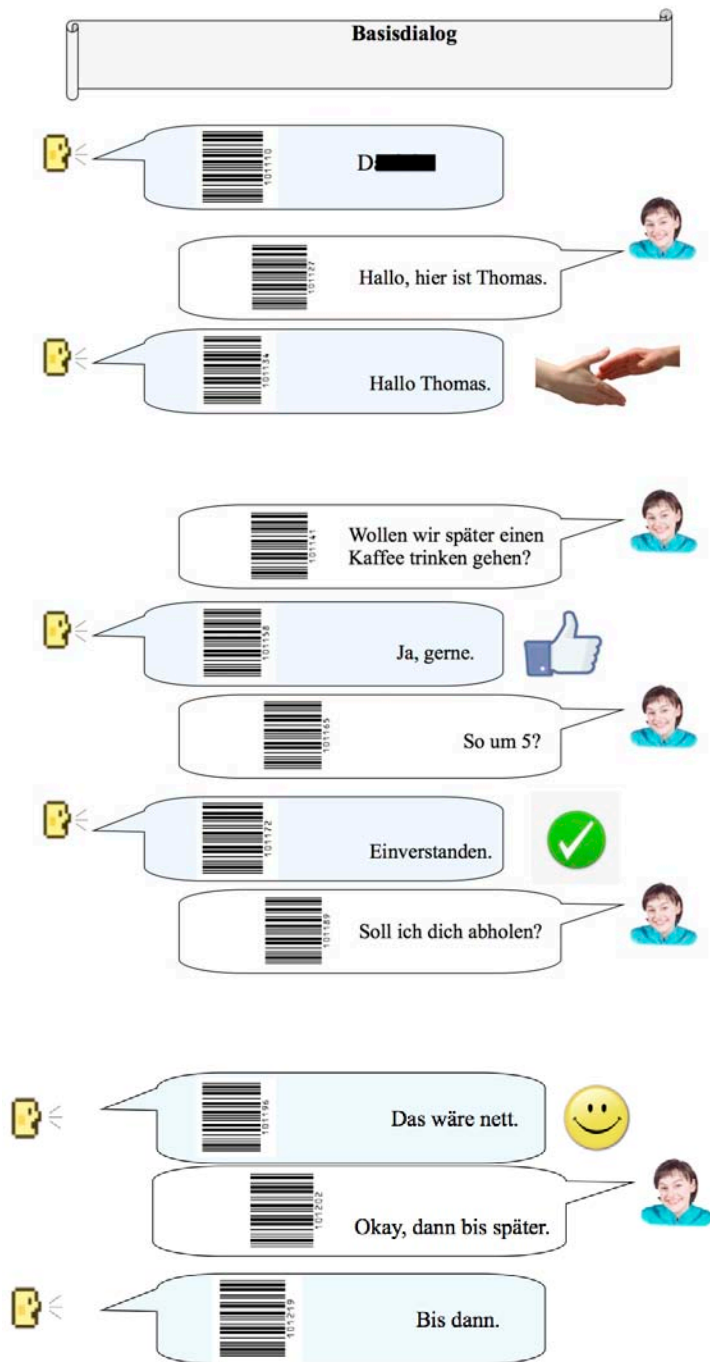 Basisdialog
101110
101127
Hallo, hier ist Thomas.
101134
Hallo Thomas.
101141
Wollen wir später einen
Kaffee trinken gehen?
101158
Ja, gerne.
101165
So um 5?
101172
Einverstanden.
101189
Soll ich dich abholen?
101196
Das wäre nett.
101202
Okay, dann bis später.
101219
Bis dann.